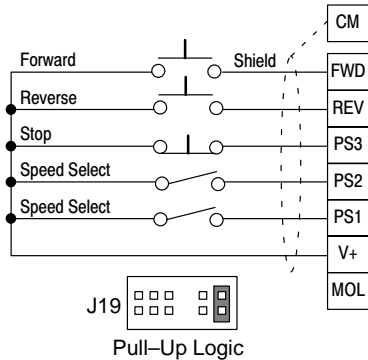 CM
Forward
Shield
FWD
Reverse
REV
Stop
PS3
Speed Select
PS2
Speed Select
PS1
V+
MOL
J19
Pull–Up Logic